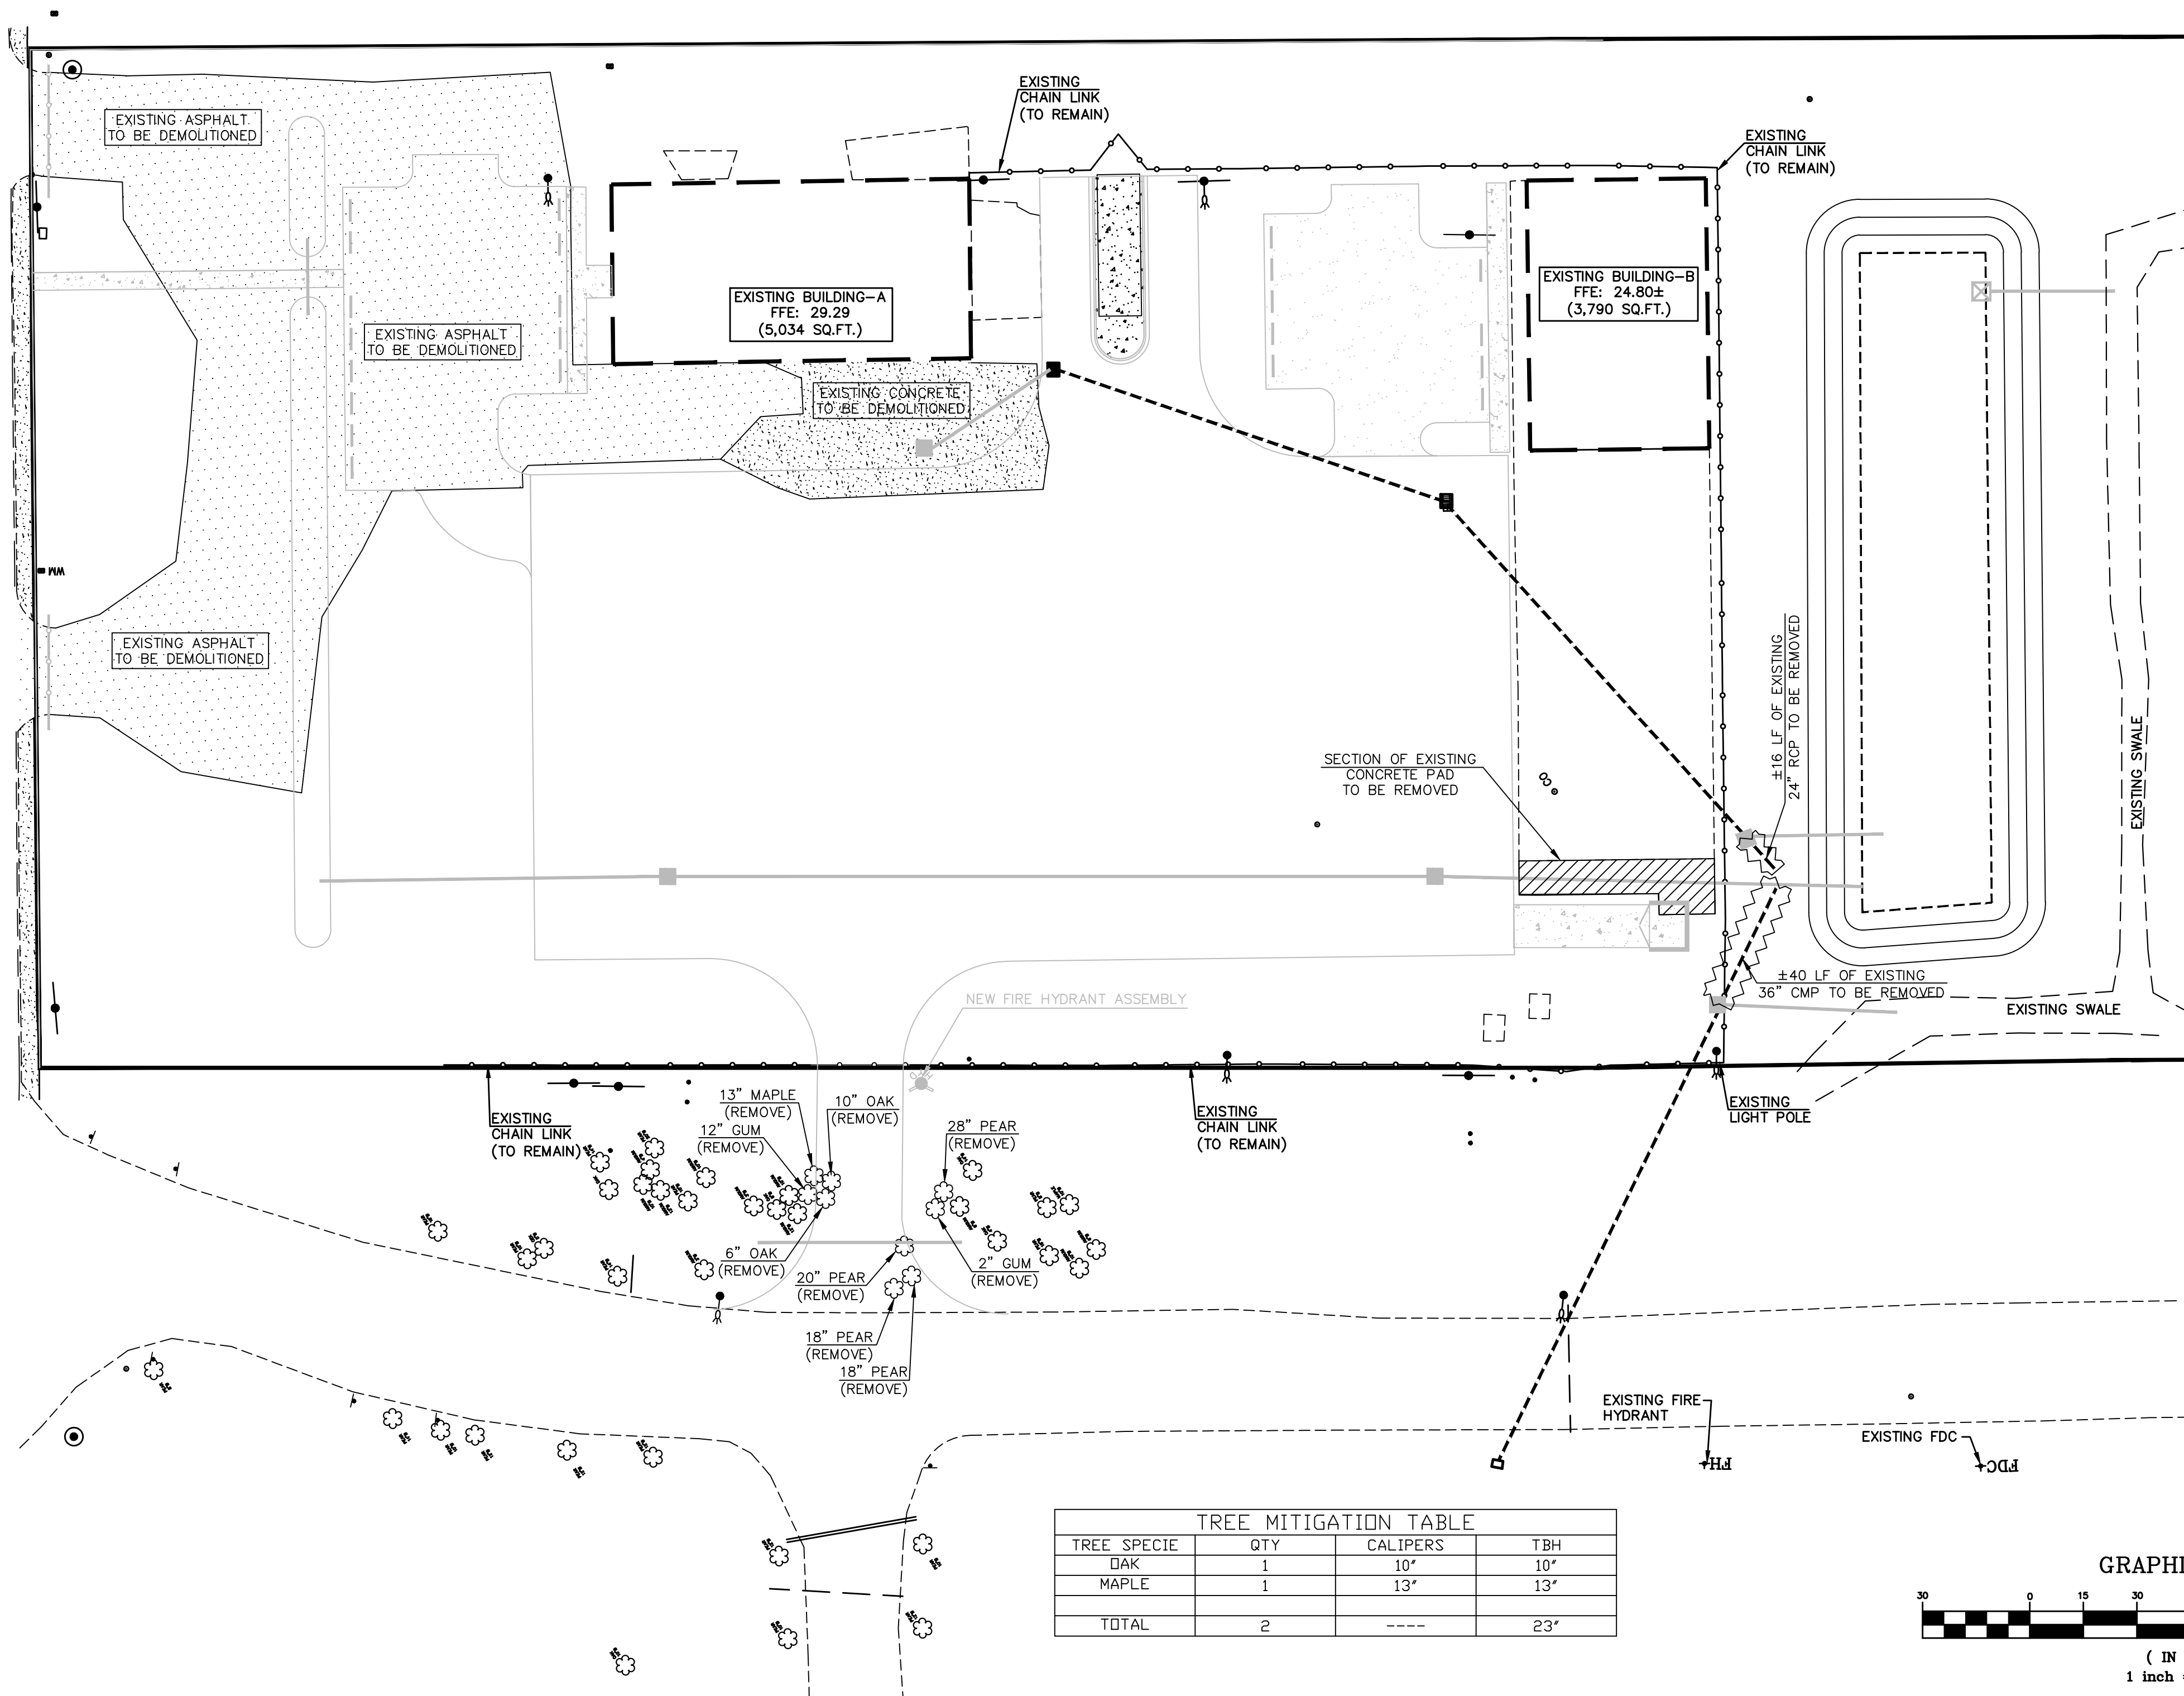 EXISTING
CHAIN LINK
(TO REMAIN)
EXISTING
CHAIN LINK
(TO REMAIN)
EXISTING ASPHALT
TO BE DEMOLITIONED
EXISTING BUILDING-A
FFE: 29.29
(5,034 SQ.FT.)
EXISTING BUILDING-B
FFE: 24.80±
(3,790 SQ.FT.)
EXISTING ASPHALT
TO BE DEMOLITIONED
EXISTING CONCRETE
TO BE DEMOLITIONED
WM
EXISTING ASPHALT
TO BE DEMOLITIONED
±16 LF OF EXISTING
24" RCP TO BE REMOVED
EXISTING SWALE
SECTION OF EXISTING
CONCRETE PAD
TO BE REMOVED
±40 LF OF EXISTING
36" CMP TO BE REMOVED
EXISTING SWALE
NEW FIRE HYDRANT ASSEMBLY
EXISTING
CHAIN LINK
(TO REMAIN)
13" MAPLE
(REMOVE)
10" OAK
(REMOVE)
12" GUM
(REMOVE)
28" PEAR
(REMOVE)
EXISTING
CHAIN LINK
(TO REMAIN)
EXISTING
LIGHT POLE
6" OAK
(REMOVE)
20" PEAR
(REMOVE)
2" GUM
(REMOVE)
18" PEAR
(REMOVE)
18" PEAR
(REMOVE)
EXISTING FIRE
HYDRANT
EXISTING FDC
FH
FDC
TREE MITIGATION TABLE
TREE SPECIE QTY CALIPERS TBH
OAK 1 10" 10"
MAPLE 1 13" 13"
TOTAL 2 ---- 23"
GRAPHI
30 0 15 30
( IN
1 inch